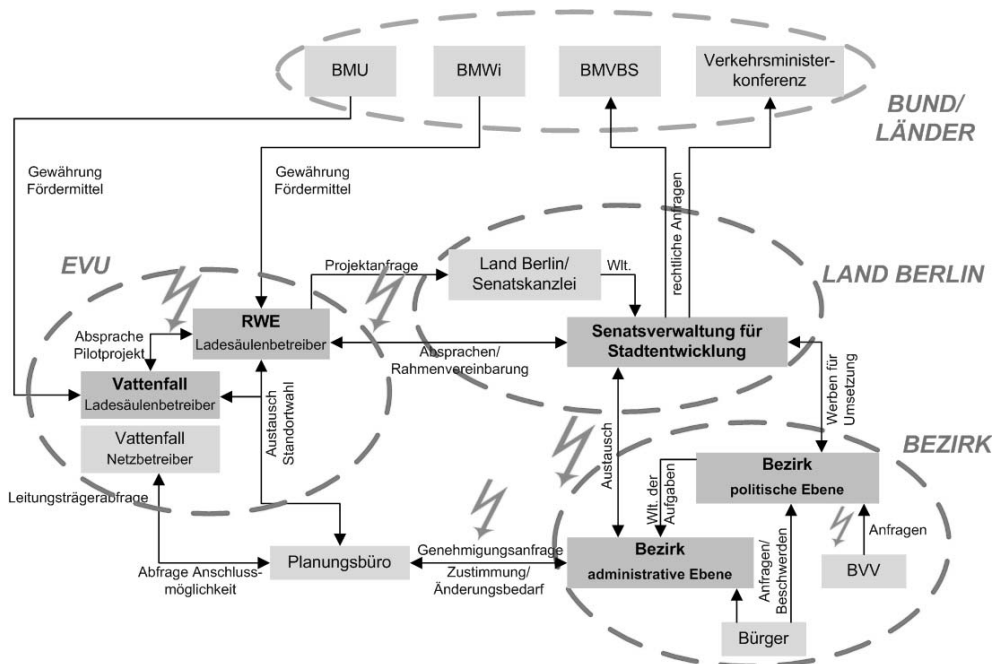 BMU
BMWi
BMVBS
Verkehrsminister-
konferenz
BUND/
LÄNDER
Gewährung
Fördermittel
Gewährung
Fördermittel
rechtliche Anfragen
EVU
Projektanfrage
Land Berlin/
Senatskanzlei
Wlt.
LAND BERLIN
RWE
Ladesäulenbetreiber
Absprache
Pilotprojekt
Senatsverwaltung für
Stadtentwicklung
Absprachen/
Rahmenvereinbarung
Vattenfall
Ladesäulenbetreiber
Austausch
Standortwahl
Werben für
Umsetzung
Vattenfall
Netzbetreiber
BEZIRK
Austausch
Bezirk
politische Ebene
Leitungsträgerabfrage
Wlt. der
Aufgaben
Anfragen
Planungsbüro
Genehmigungsanfrage
Zustimmung/
Änderungsbedarf
Bezirk
administrative Ebene
Anfragen/
Beschwerden
BVV
Abfrage Anschluss-
möglichkeit
Bürger